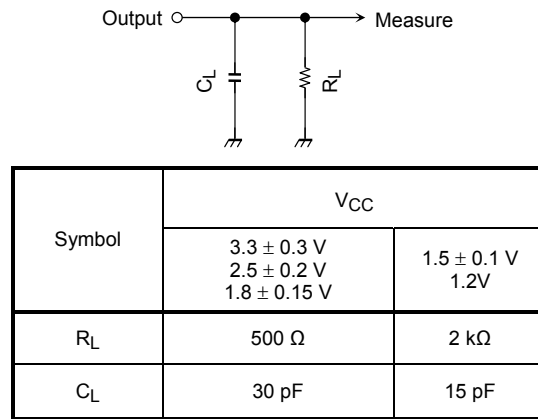 Output
Measure
CL
RL
Symbol
VCC
3.3 ± 0.3 V
2.5 ± 0.2 V
1.8 ± 0.15 V
1.5 ± 0.1 V
1.2V
RL
500 Ω
2 kΩ
CL
30 pF
15 pF